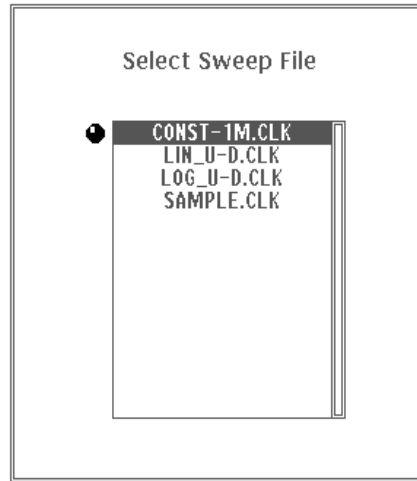 Select Sweep File
CONST-1M.CLK
LIN_U-D.CLK
LOG_U-D.CLK
SAMPLE.CLK